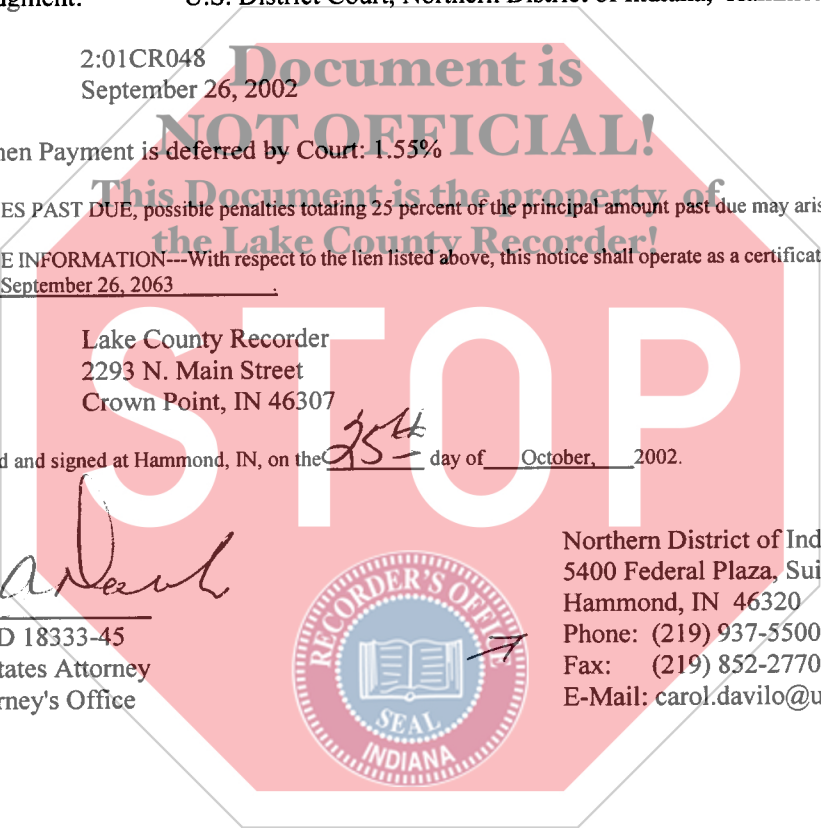 dgment: U.S. District Court, Northern District of Indiana, Hammo
2:01CR048
September 26, 2002
Document is
NOT OFFICIAL!
hen Payment is deferred by Court: 1.55%
This Document is the property of
ES PAST DUE, possible penalties totaling 25 percent of the principal amount past due may aris
the Lake County Recorder!
E INFORMATION---With respect to the lien listed above, this notice shall operate as a certificat
September 26, 2063 .
STOP
Lake County Recorder
2293 N. Main Street
Crown Point, IN 46307
d and signed at Hammond, IN, on the 25th day of October, 2002.
D 18333-45
tates Attorney
rney's Office
Northern District of Ind
5400 Federal Plaza, Sui
Hammond, IN 46320
Phone: (219) 937-5500
Fax: (219) 852-2770
E-Mail: carol.davilo@u
RECORDER'S OFFICE
SEAL
INDIANA